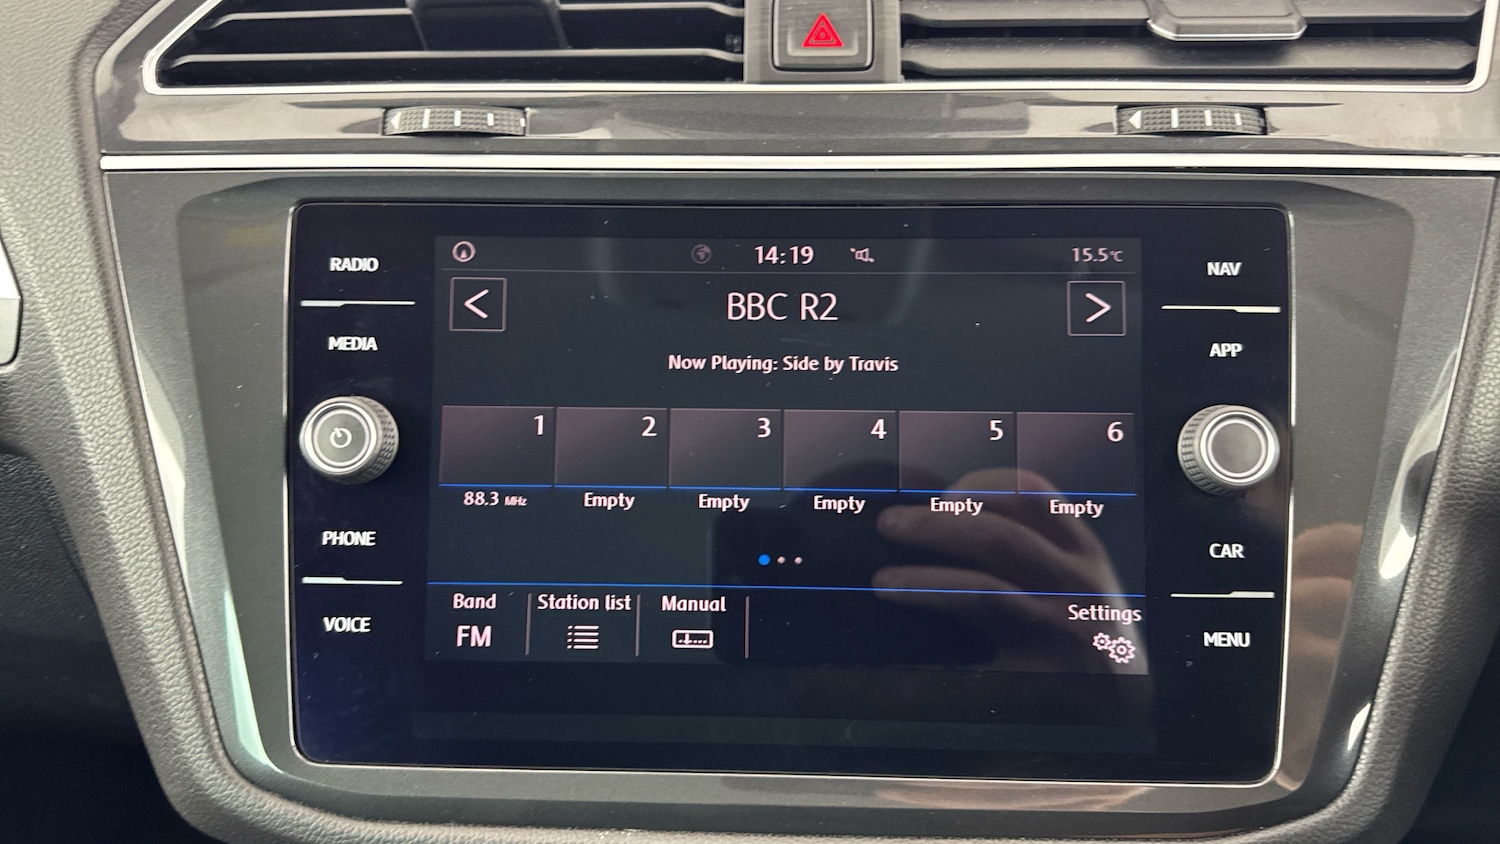 14:19
15.5°C
RADIO
MEDIA
PHONE
VOICE
BBC R2
Now Playing: Side by Travis
1 2 3 4 5 6
88.3 MHz Empty Empty Empty Empty Empty
Band
FM
Station list
Manual
Settings
NAV
APP
CAR
MENU